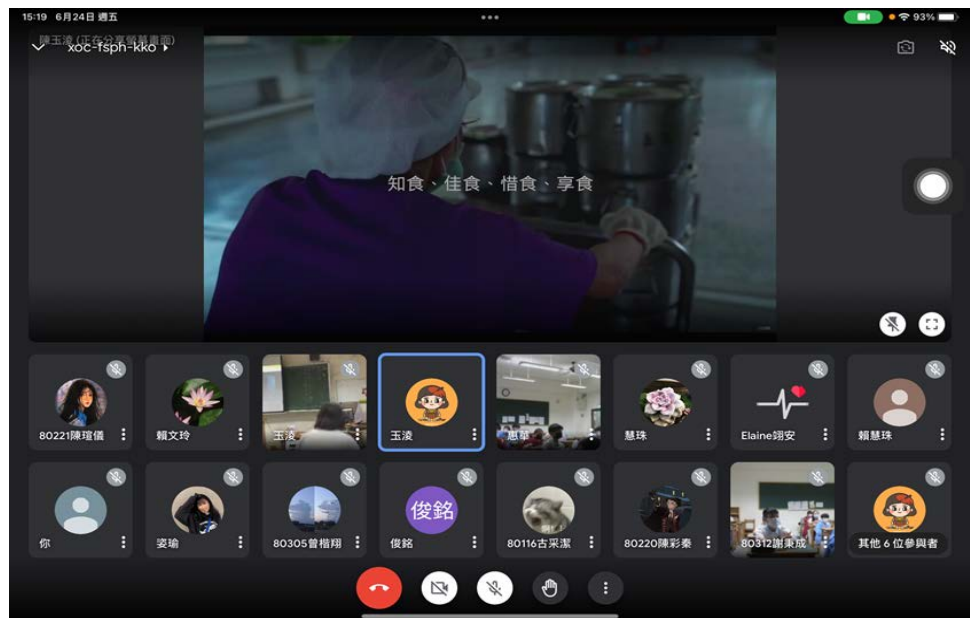 15:19 6月24日 週五
93%
陳玉淩 (正在分享螢幕畫面)
xoc-fsph-kko
知食、佳食、惜食、享食
80221陳瑄儀
賴文玲
玉淩
玉淩
惠華
慧珠
Elaine翊安
賴慧珠
你
姿瑜
80305曾楷翔
俊銘
俊銘
80116古采潔
80220陳彩秦
80312謝秉成
其他 6 位參與者